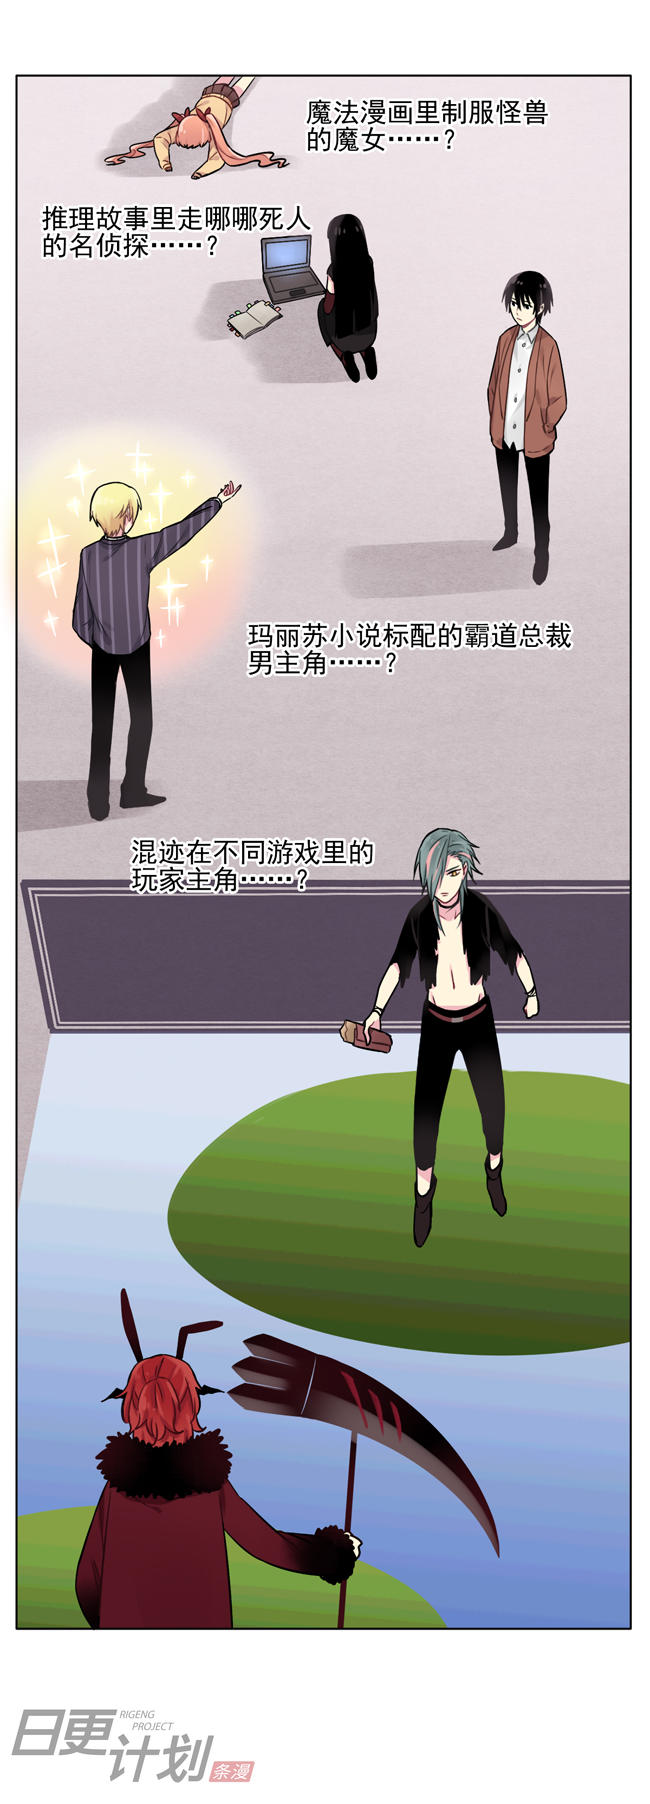 魔法漫画里制服怪兽
的魔女……？
推理故事里走哪哪死人
的名侦探……？
玛丽苏小说标配的霸道总裁
男主角……？
混迹在不同游戏里的
玩家主角……？
日更计划
RIGENG
PROJECT
条漫